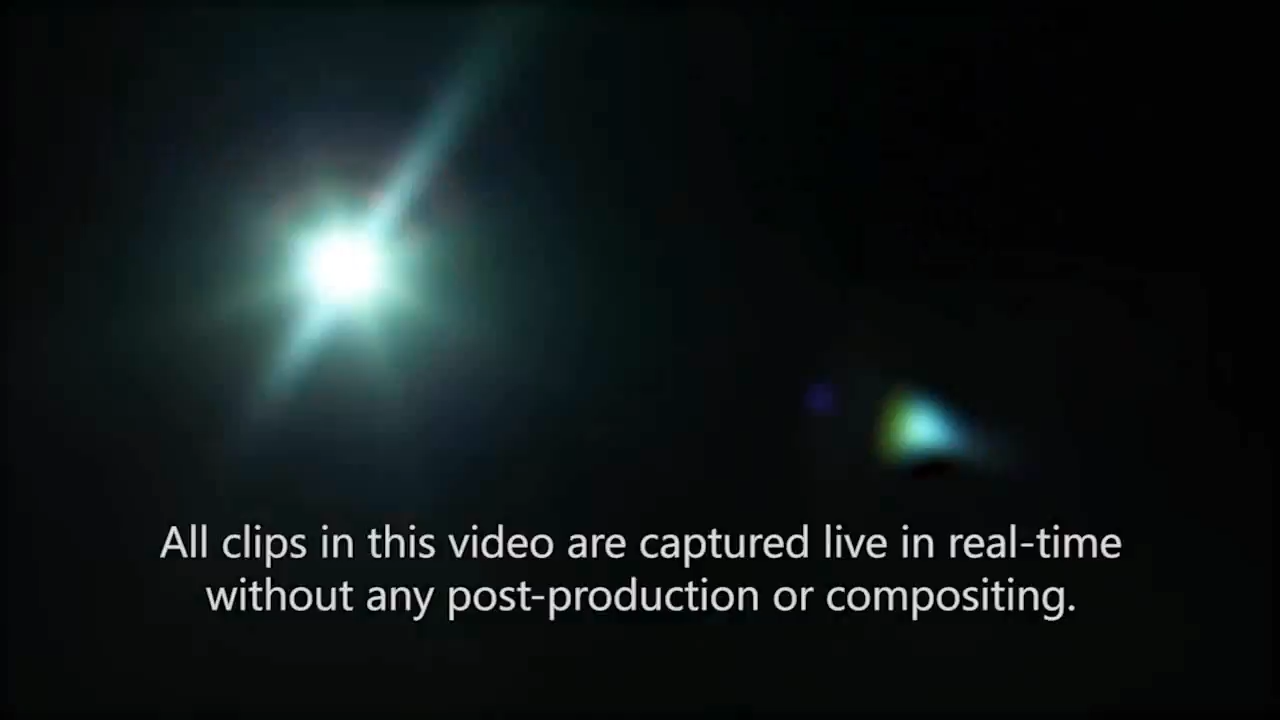 All clips in this video are captured live in real-time
without any post-production or compositing.